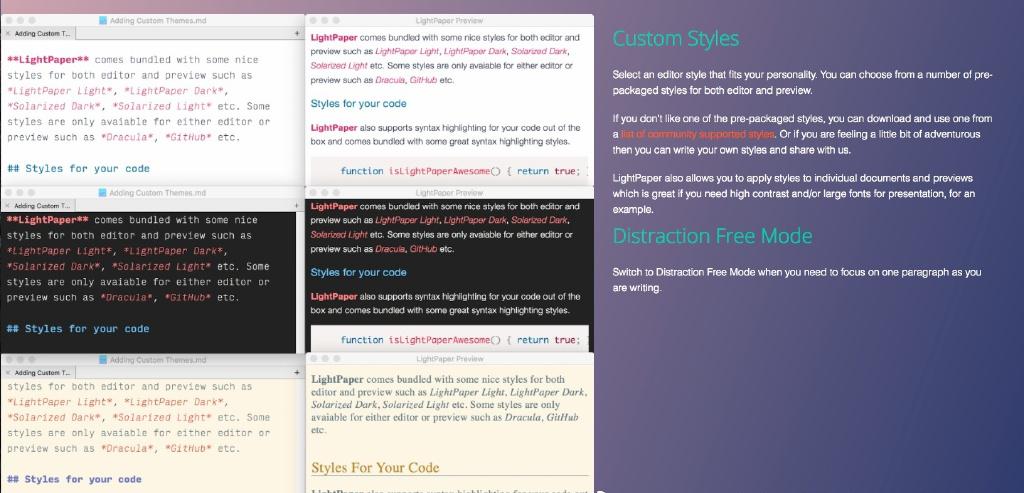 Adding Custom Themes.md
Adding Custom T...
**LightPaper** comes bundled with some nice
styles for both editor and preview such as
*LightPaper Light*, *LightPaper Dark*,
*Solarized Dark*, *Solarized Light* etc. Some
styles are only avaiable for either editor or
preview such as *Dracula*, *GitHub* etc.
## Styles for your code
LightPaper Preview
LightPaper comes bundled with some nice styles for both editor and
preview such as LightPaper Light, LightPaper Dark, Solarized Dark,
Solarized Light etc. Some styles are only avaiable for either editor or
preview such as Dracula, GitHub etc.
Styles for your code
LightPaper also supports syntax highlighting for your code out of the
box and comes bundled with some great syntax highlighting styles.
function isLightPaperAwesome() { return true; }
Adding Custom Themes.md
Adding Custom T...
**LightPaper** comes bundled with some nice
styles for both editor and preview such as
*LightPaper Light*, *LightPaper Dark*,
*Solarized Dark*, *Solarized Light* etc. Some
styles are only avaiable for either editor or
preview such as *Dracula*, *GitHub* etc.
## Styles for your code
LightPaper Preview
LightPaper comes bundled with some nice styles for both editor and
preview such as LightPaper Light, LightPaper Dark, Solarized Dark,
Solarized Light etc. Some styles are only avaiable for either editor or
preview such as Dracula, GitHub etc.
Styles for your code
LightPaper also supports syntax highlighting for your code out of the
box and comes bundled with some great syntax highlighting styles.
function isLightPaperAwesome() { return true;
Adding Custom Themes.md
Adding Custom T...
styles for both editor and preview such as
*LightPaper Light*, *LightPaper Dark*,
*Solarized Dark*, *Solarized Light* etc. Some
styles are only avaiable for either editor or
preview such as *Dracula*, *GitHub* etc.
## Styles for your code
LightPaper Preview
LightPaper comes bundled with some nice styles for both
editor and preview such as LightPaper Light, LightPaper Dark,
Solarized Dark, Solarized Light etc. Some styles are only
avaiable for either editor or preview such as Dracula, GitHub
etc.
Styles For Your Code
LightPaper also supports syntax highlighting for your code out
Custom Styles
Select an editor style that fits your personality. You can choose from a number of pre-
packaged styles for both editor and preview.
If you don't like one of the pre-packaged styles, you can download and use one from
a list of community supported styles. Or if you are feeling a little bit of adventurous
then you can write your own styles and share with us.
LightPaper also allows you to apply styles to individual documents and previews
which is great if you need high contrast and/or large fonts for presentation, for an
example.
Distraction Free Mode
Switch to Distraction Free Mode when you need to focus on one paragraph as you
are writing.